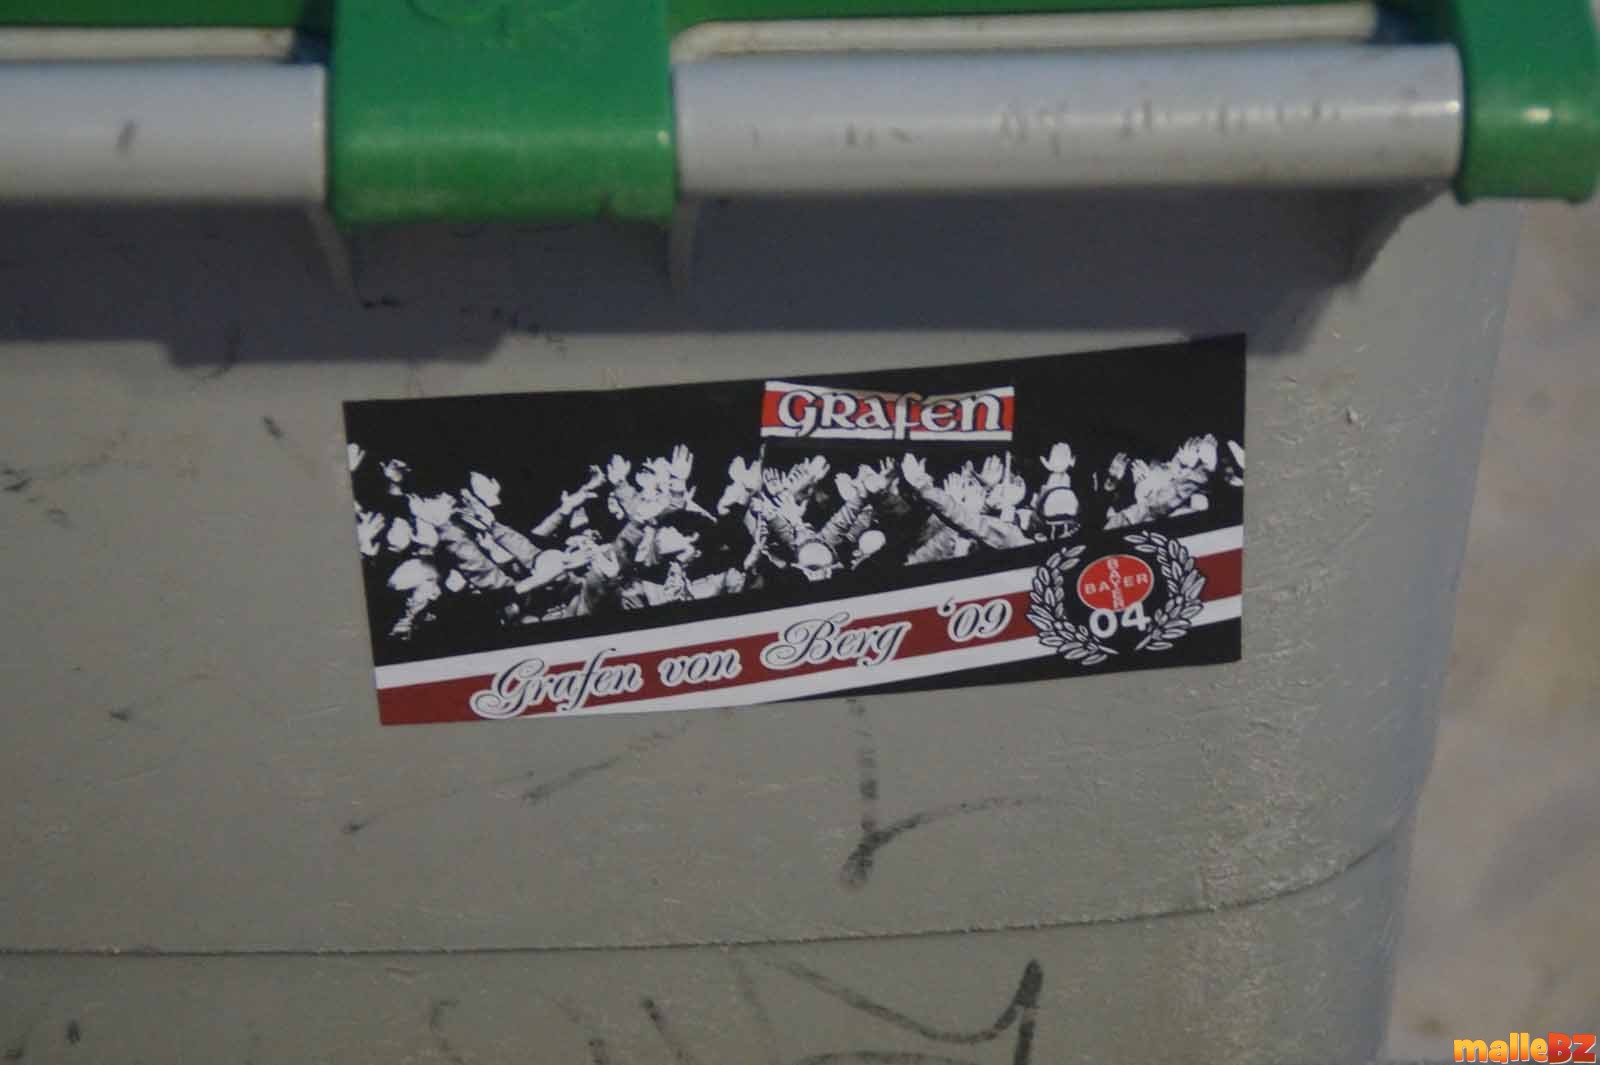 GRafen
Grafen von Berg '09
BAYER
BAYER
04
malleBZ